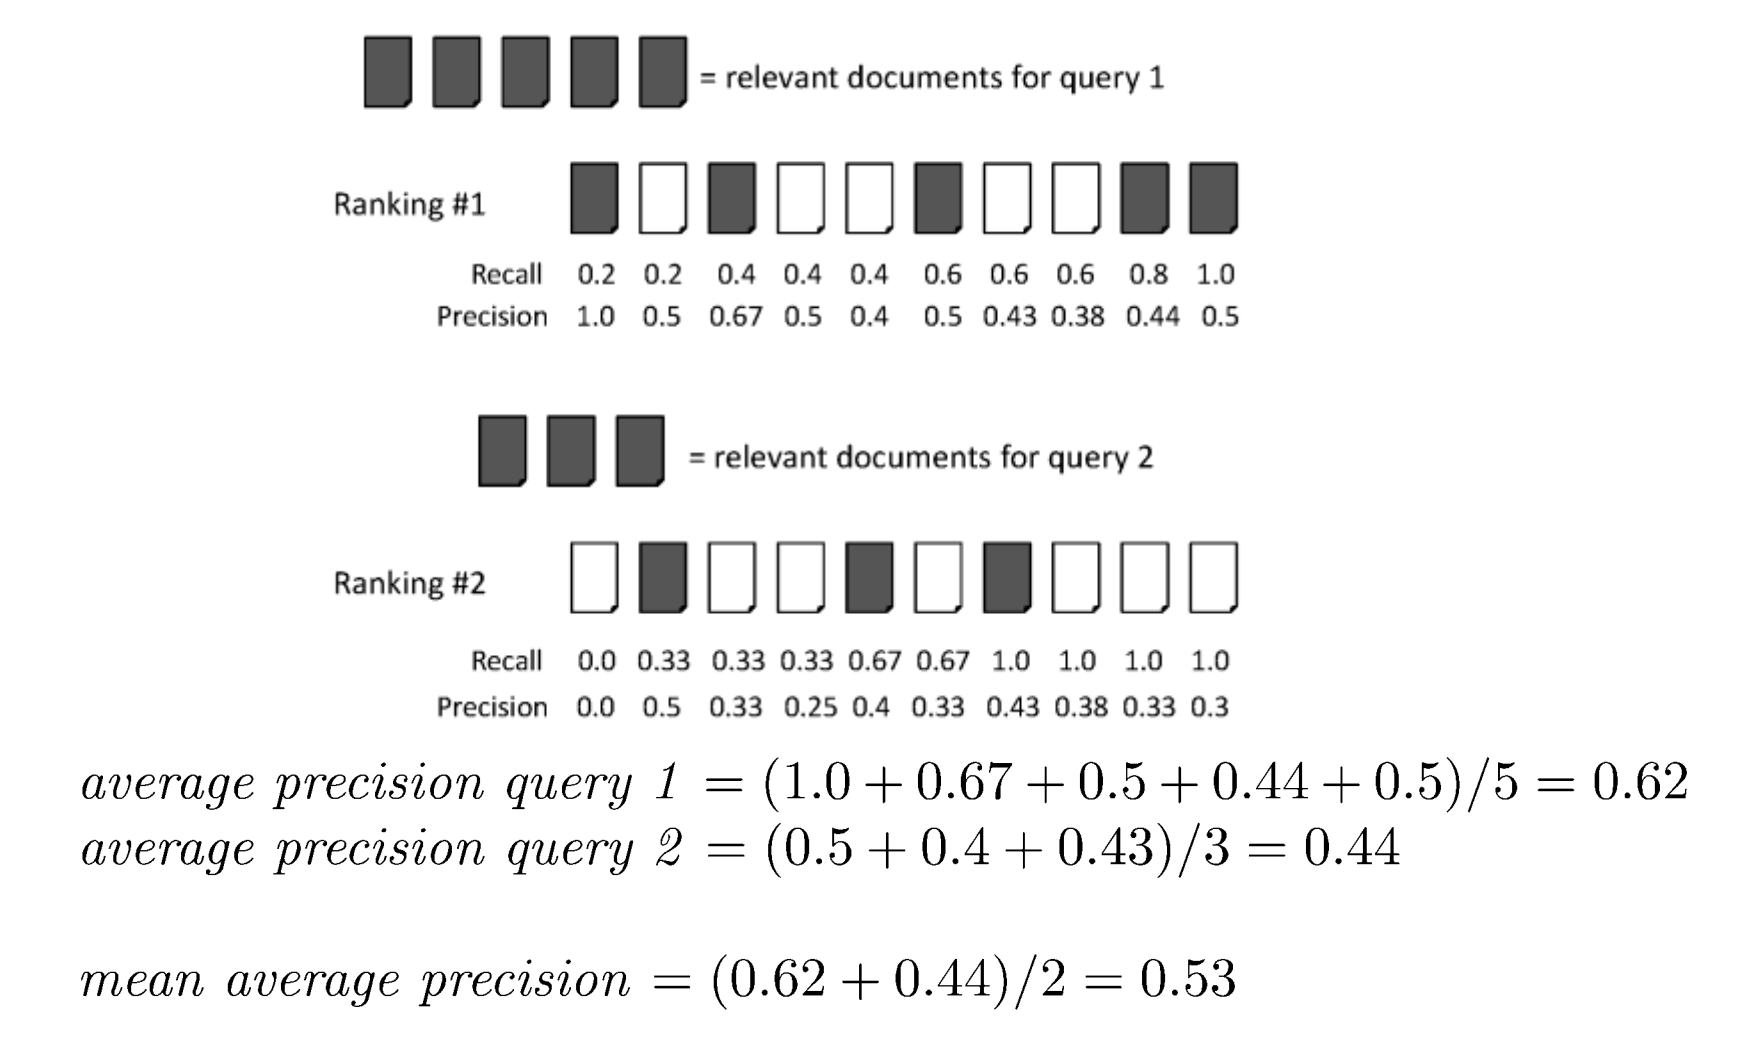 = relevant documents for query 1
Ranking #1
Recall 0.2 0.2 0.4 0.4 0.4 0.6 0.6 0.6 0.8 1.0
Precision 1.0 0.5 0.67 0.5 0.4 0.5 0.43 0.38 0.44 0.5
= relevant documents for query 2
Ranking #2
Recall 0.0 0.33 0.33 0.33 0.67 0.67 1.0 1.0 1.0 1.0
Precision 0.0 0.5 0.33 0.25 0.4 0.33 0.43 0.38 0.33 0.3
average precision query 1 = (1.0 + 0.67 + 0.5 + 0.44 + 0.5)/5 = 0.62
average precision query 2 = (0.5 + 0.4 + 0.43)/3 = 0.44
mean average precision = (0.62 + 0.44)/2 = 0.53